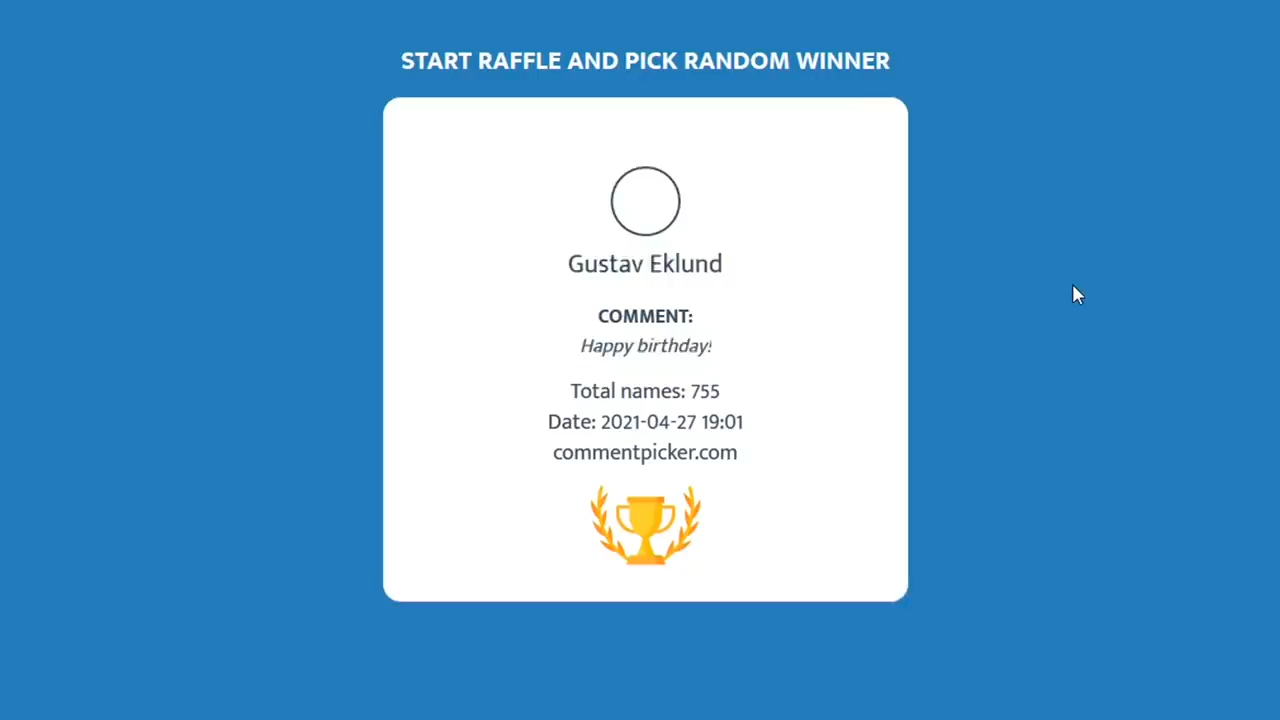 START RAFFLE AND PICK RANDOM WINNER
Gustav Eklund
COMMENT:
Happy birthday!
Total names: 755
Date: 2021-04-27 19:01
commentpicker.com